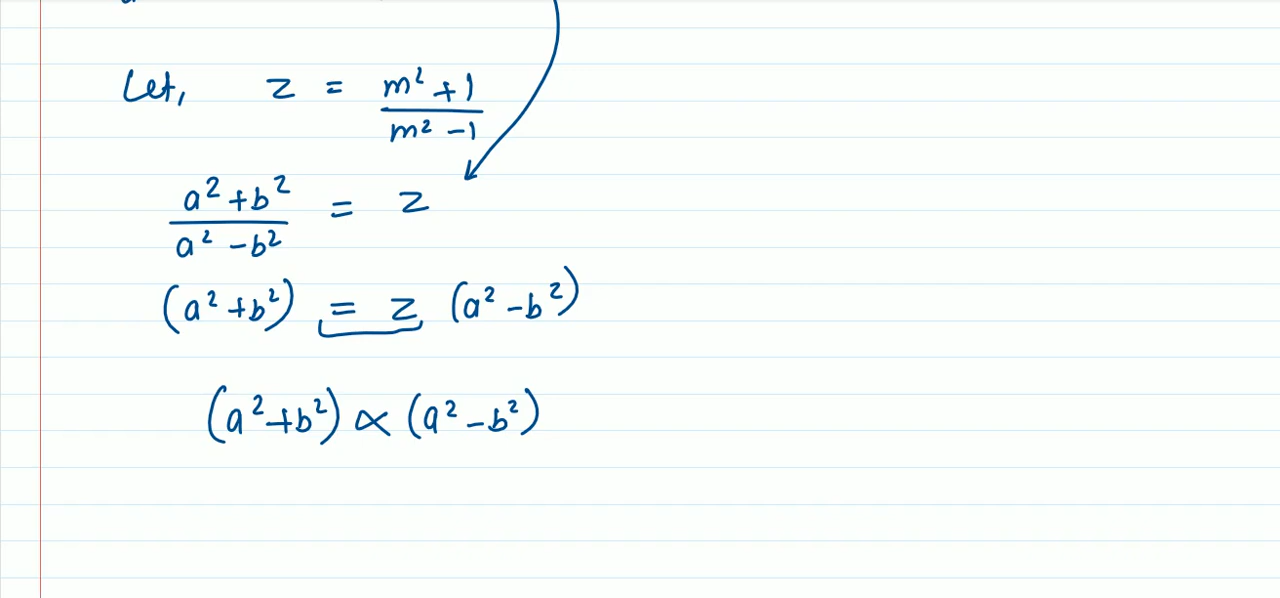 Let, z = (m² + 1)/(m² - 1)
(a² + b²)/(a² - b²) = z
(a² + b²) = z (a² - b²)
(a² + b²) ∝ (a² - b²)